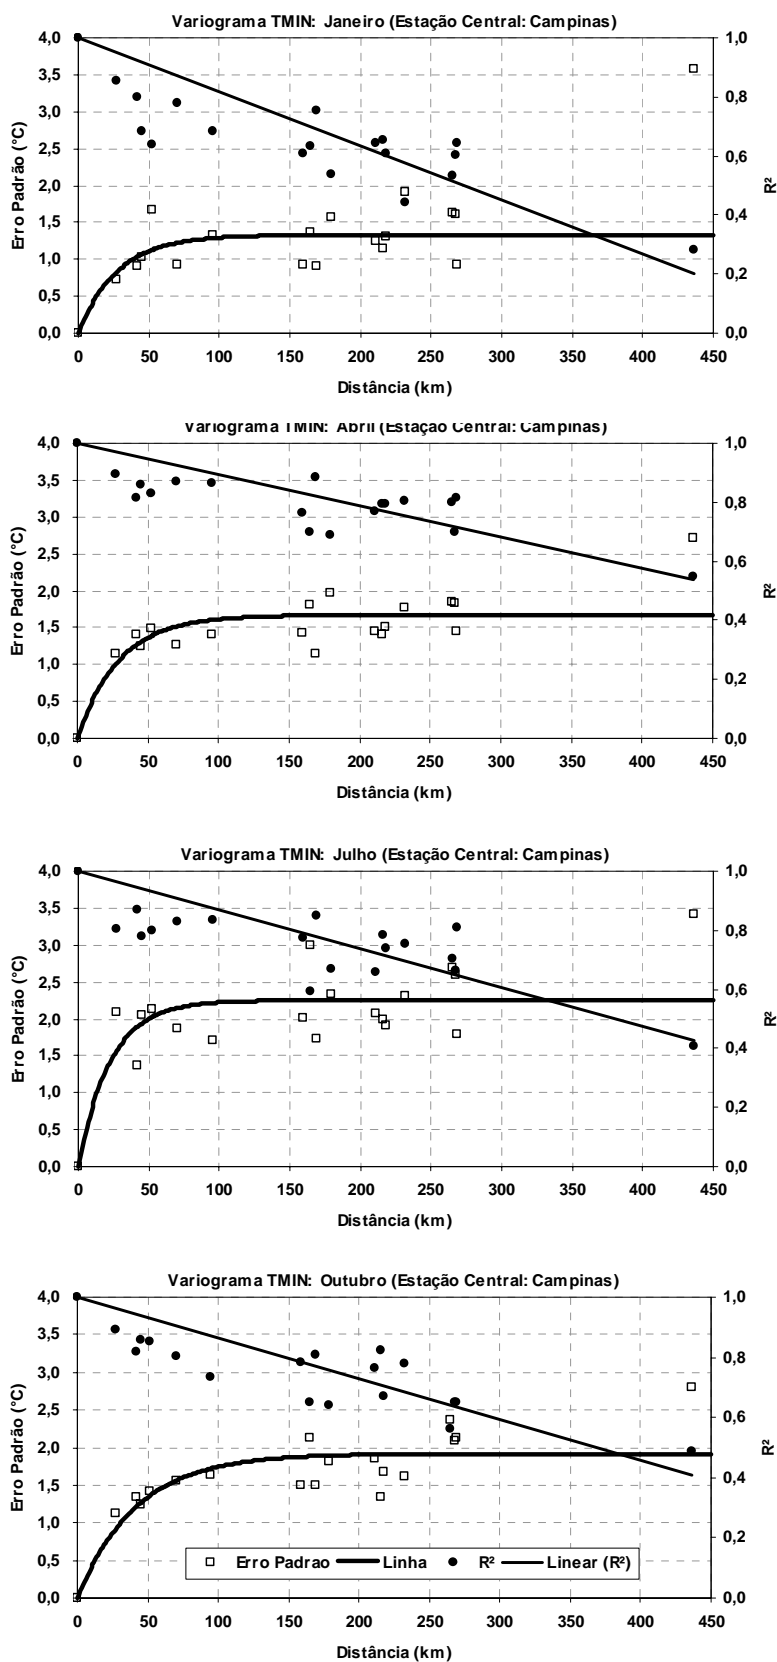 Variograma TMIN: Janeiro (Estação Central: Campinas)
4,0
3,5
3,0
2,5
2,0
1,5
1,0
0,5
0,0
Erro Padrão (°C)
1,0
0,8
0,6
0,4
0,2
0,0
R²
0 50 100 150 200 250 300 350 400 450
Distância (km)
Variograma TMIN: Abril (Estação Central: Campinas)
4,0
3,5
3,0
2,5
2,0
1,5
1,0
0,5
0,0
Erro Padrão (°C)
1,0
0,8
0,6
0,4
0,2
0,0
R²
0 50 100 150 200 250 300 350 400 450
Distância (km)
Variograma TMIN: Julho (Estação Central: Campinas)
4,0
3,5
3,0
2,5
2,0
1,5
1,0
0,5
0,0
Erro Padrão (°C)
1,0
0,8
0,6
0,4
0,2
0,0
R²
0 50 100 150 200 250 300 350 400 450
Distância (km)
Variograma TMIN: Outubro (Estação Central: Campinas)
4,0
3,5
3,0
2,5
2,0
1,5
1,0
0,5
0,0
Erro Padrão (°C)
1,0
0,8
0,6
0,4
0,2
0,0
R²
Erro Padrao Linha R² Linear (R²)
0 50 100 150 200 250 300 350 400 450
Distância (km)